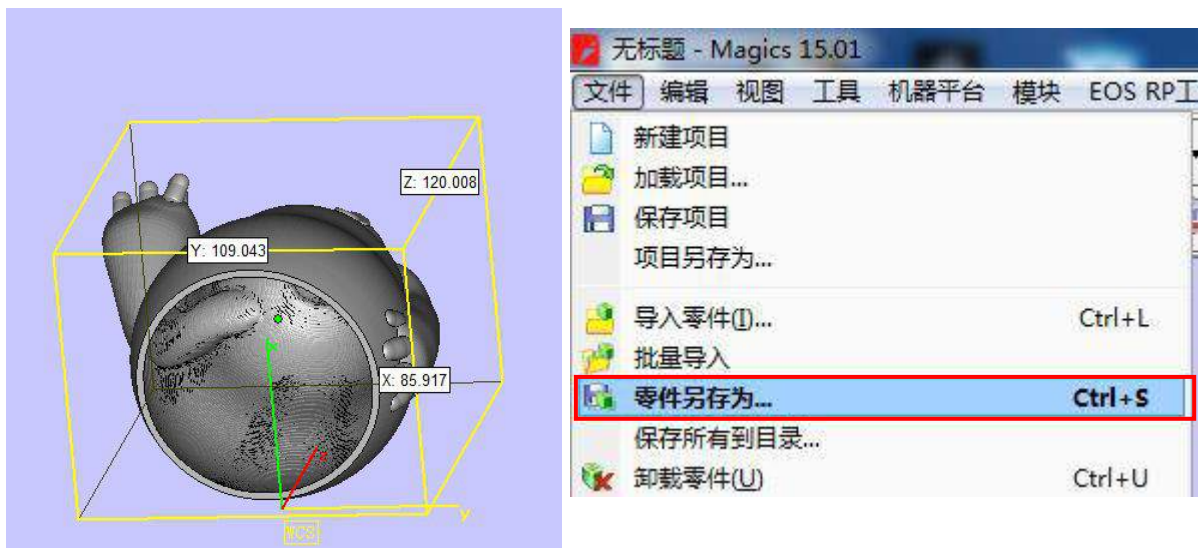 Z: 120.008
Y: 109.043
X: 85.917
z
y
WCS
无标题 - Magics 15.01
文件 编辑 视图 工具 机器平台 模块 EOS RP工
新建项目
加载项目...
保存项目
项目另存为...
导入零件(I)... Ctrl+L
批量导入
零件另存为... Ctrl+S
保存所有到目录...
卸载零件(U) Ctrl+U